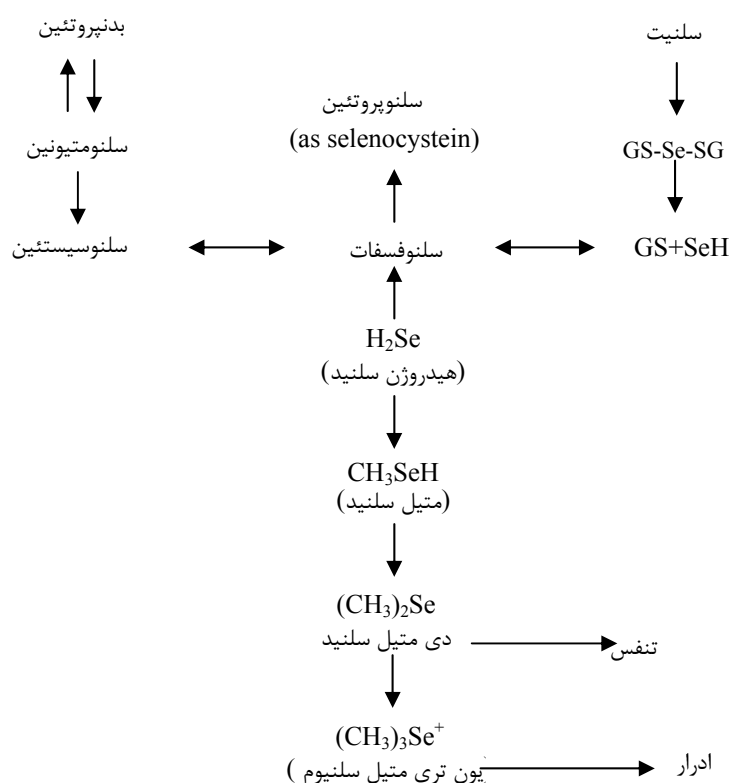 بدنپروتئین
سلنیت
سلنوپروتئین
(as selenocystein)
سلنومتیونین
GS-Se-SG
سلنوسیستئین
سلنوفسفات
GS+SeH
H₂Se
(هیدروژن سلنید)
CH₃SeH
(متیل سلنید)
(CH₃)₂Se
دی متیل سلنید
تنفس
(CH₃)₃Se⁺
یون تری متیل سلنیوم )
ادرار